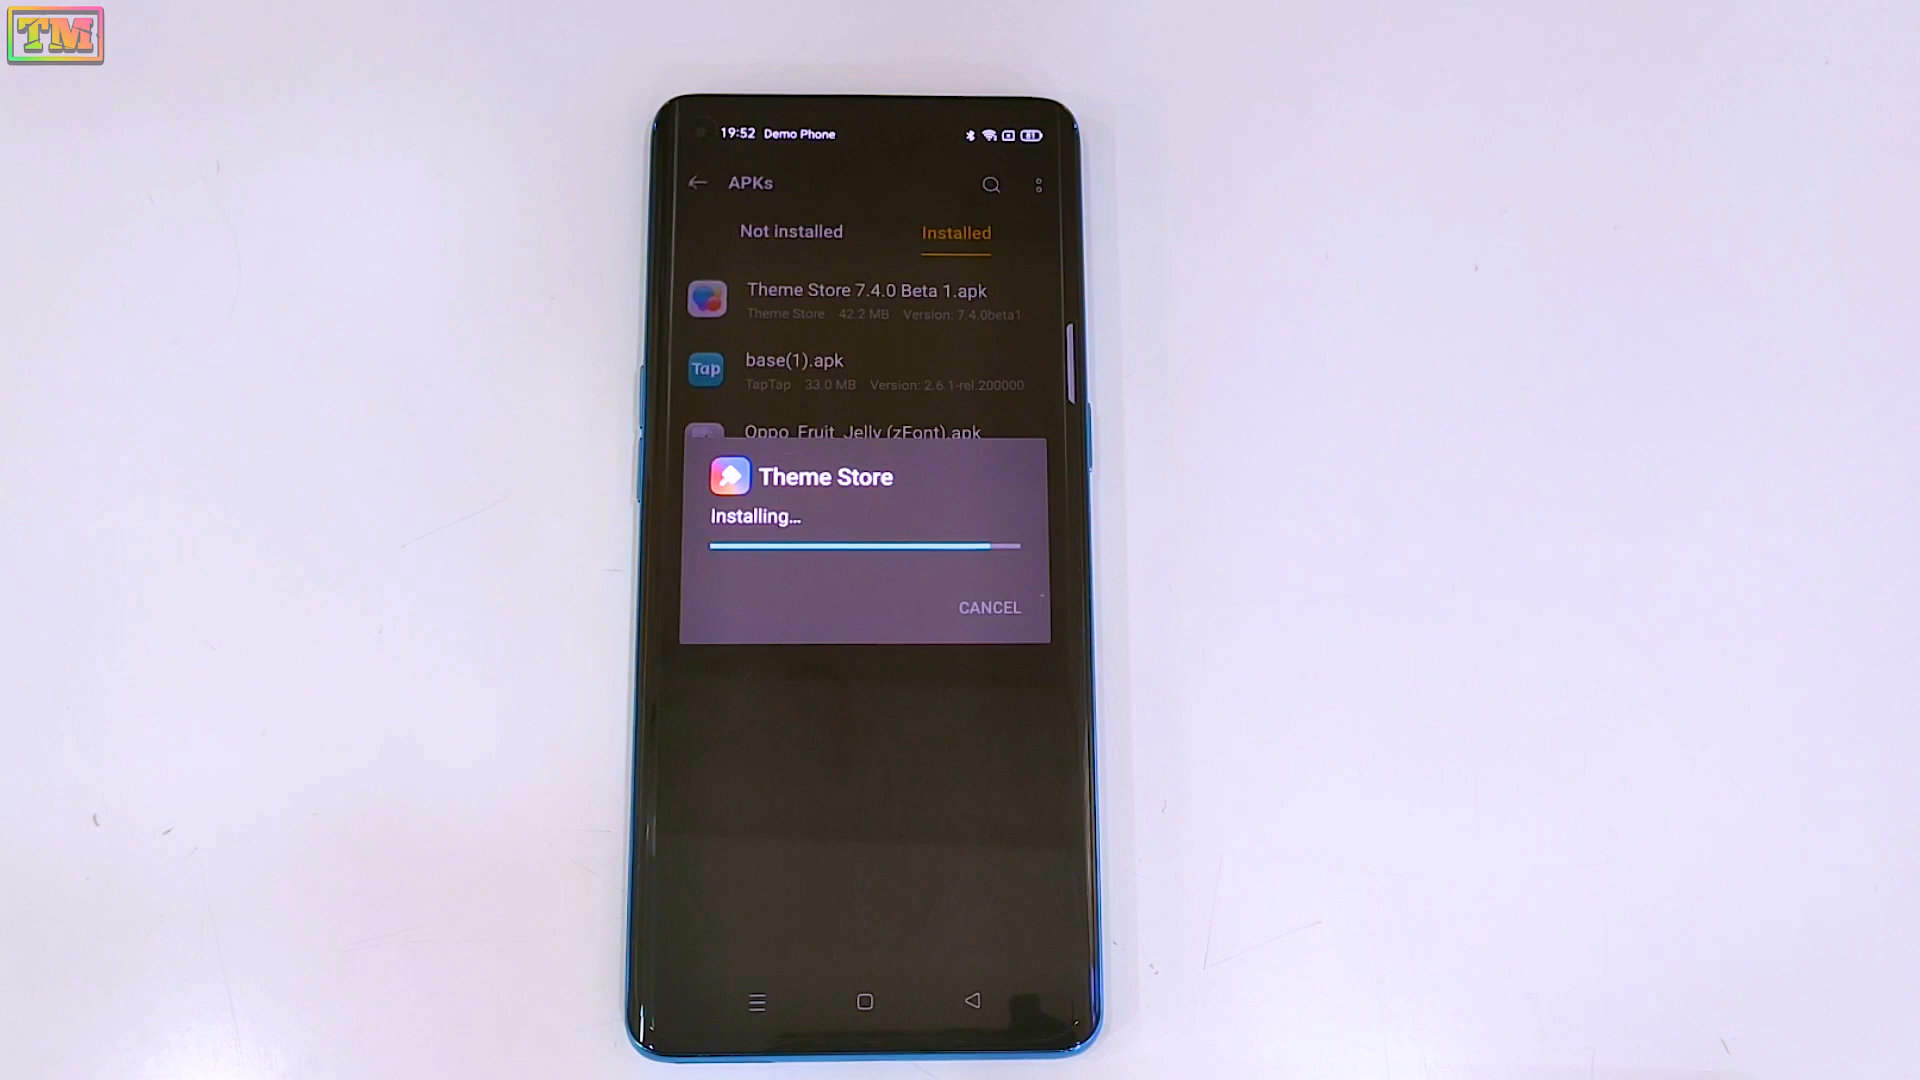 TM
19:52 Demo Phone 81
APKs
Not installed Installed
Theme Store 7.4.0 Beta 1.apk
Theme Store 42.2 MB Version: 7.4.0beta1
Tap
base(1).apk
TapTap 33.0 MB Version: 2.6.1-rel.200000
Oppo_Fruit_Jelly (zFont).apk
Theme Store
Installing...
CANCEL